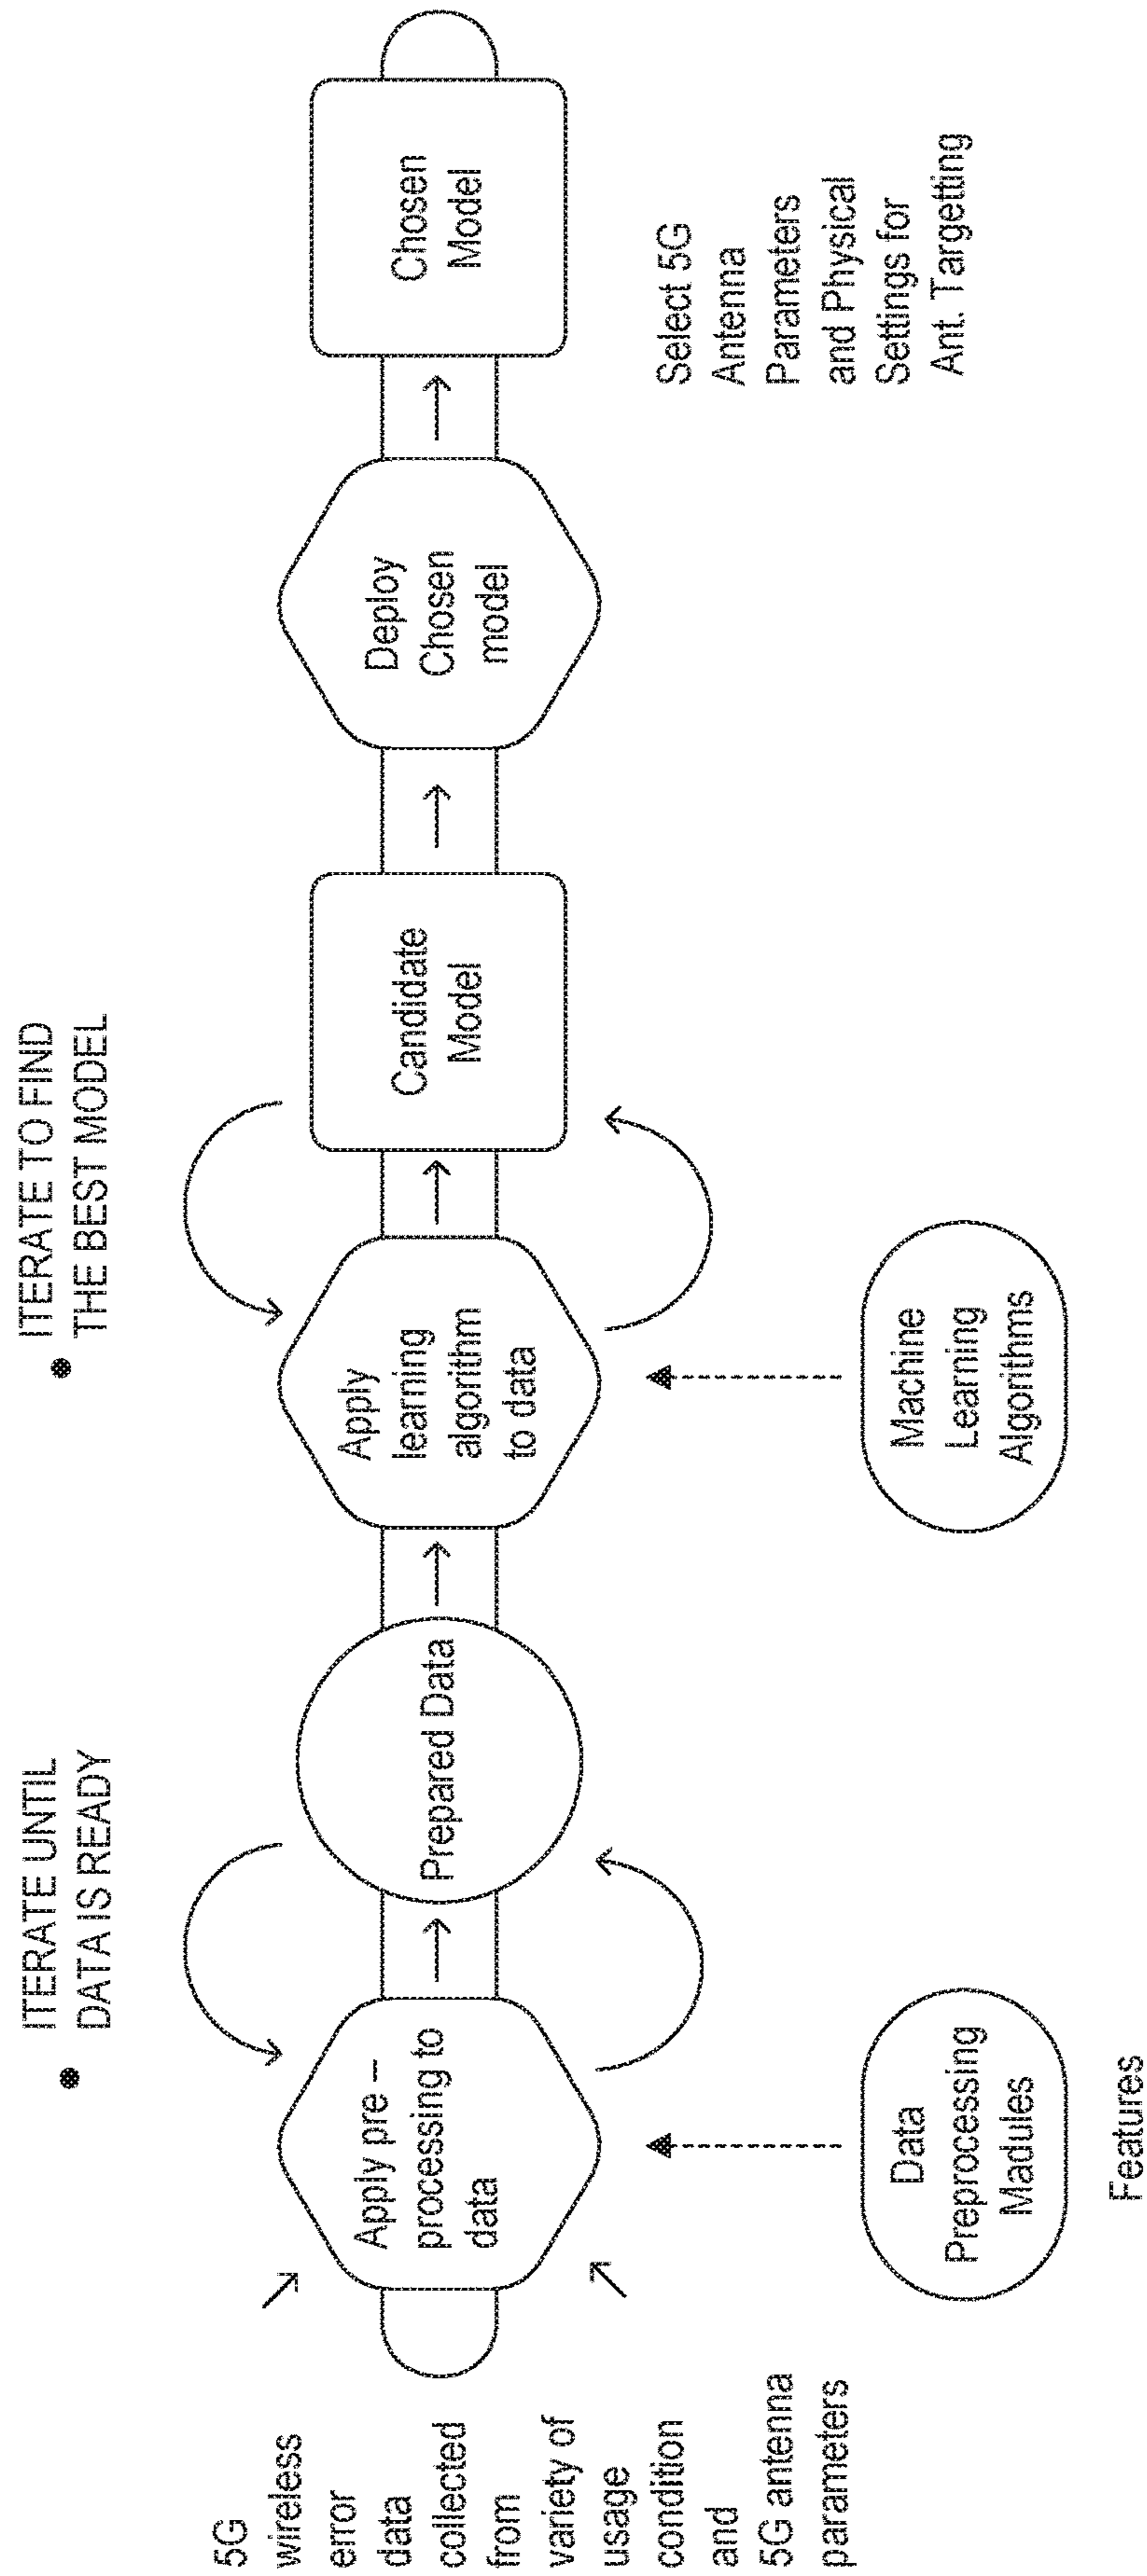 ITERATE UNTIL
DATA IS READY
ITERATE TO FIND
THE BEST MODEL
5G
wireless
error
data
collected
from
variety of
usage
condition
and
5G antenna
parameters
Apply pre –
processing to
data
Prepared Data
Apply
learning
algorithm
to data
Candidate
Model
Deploy
Chosen
model
Chosen
Model
Data
Preprocessing
Madules
Features
Machine
Learning
Algorithms
Select 5G
Antenna
Parameters
and Physical
Settings for
Ant. Targetting